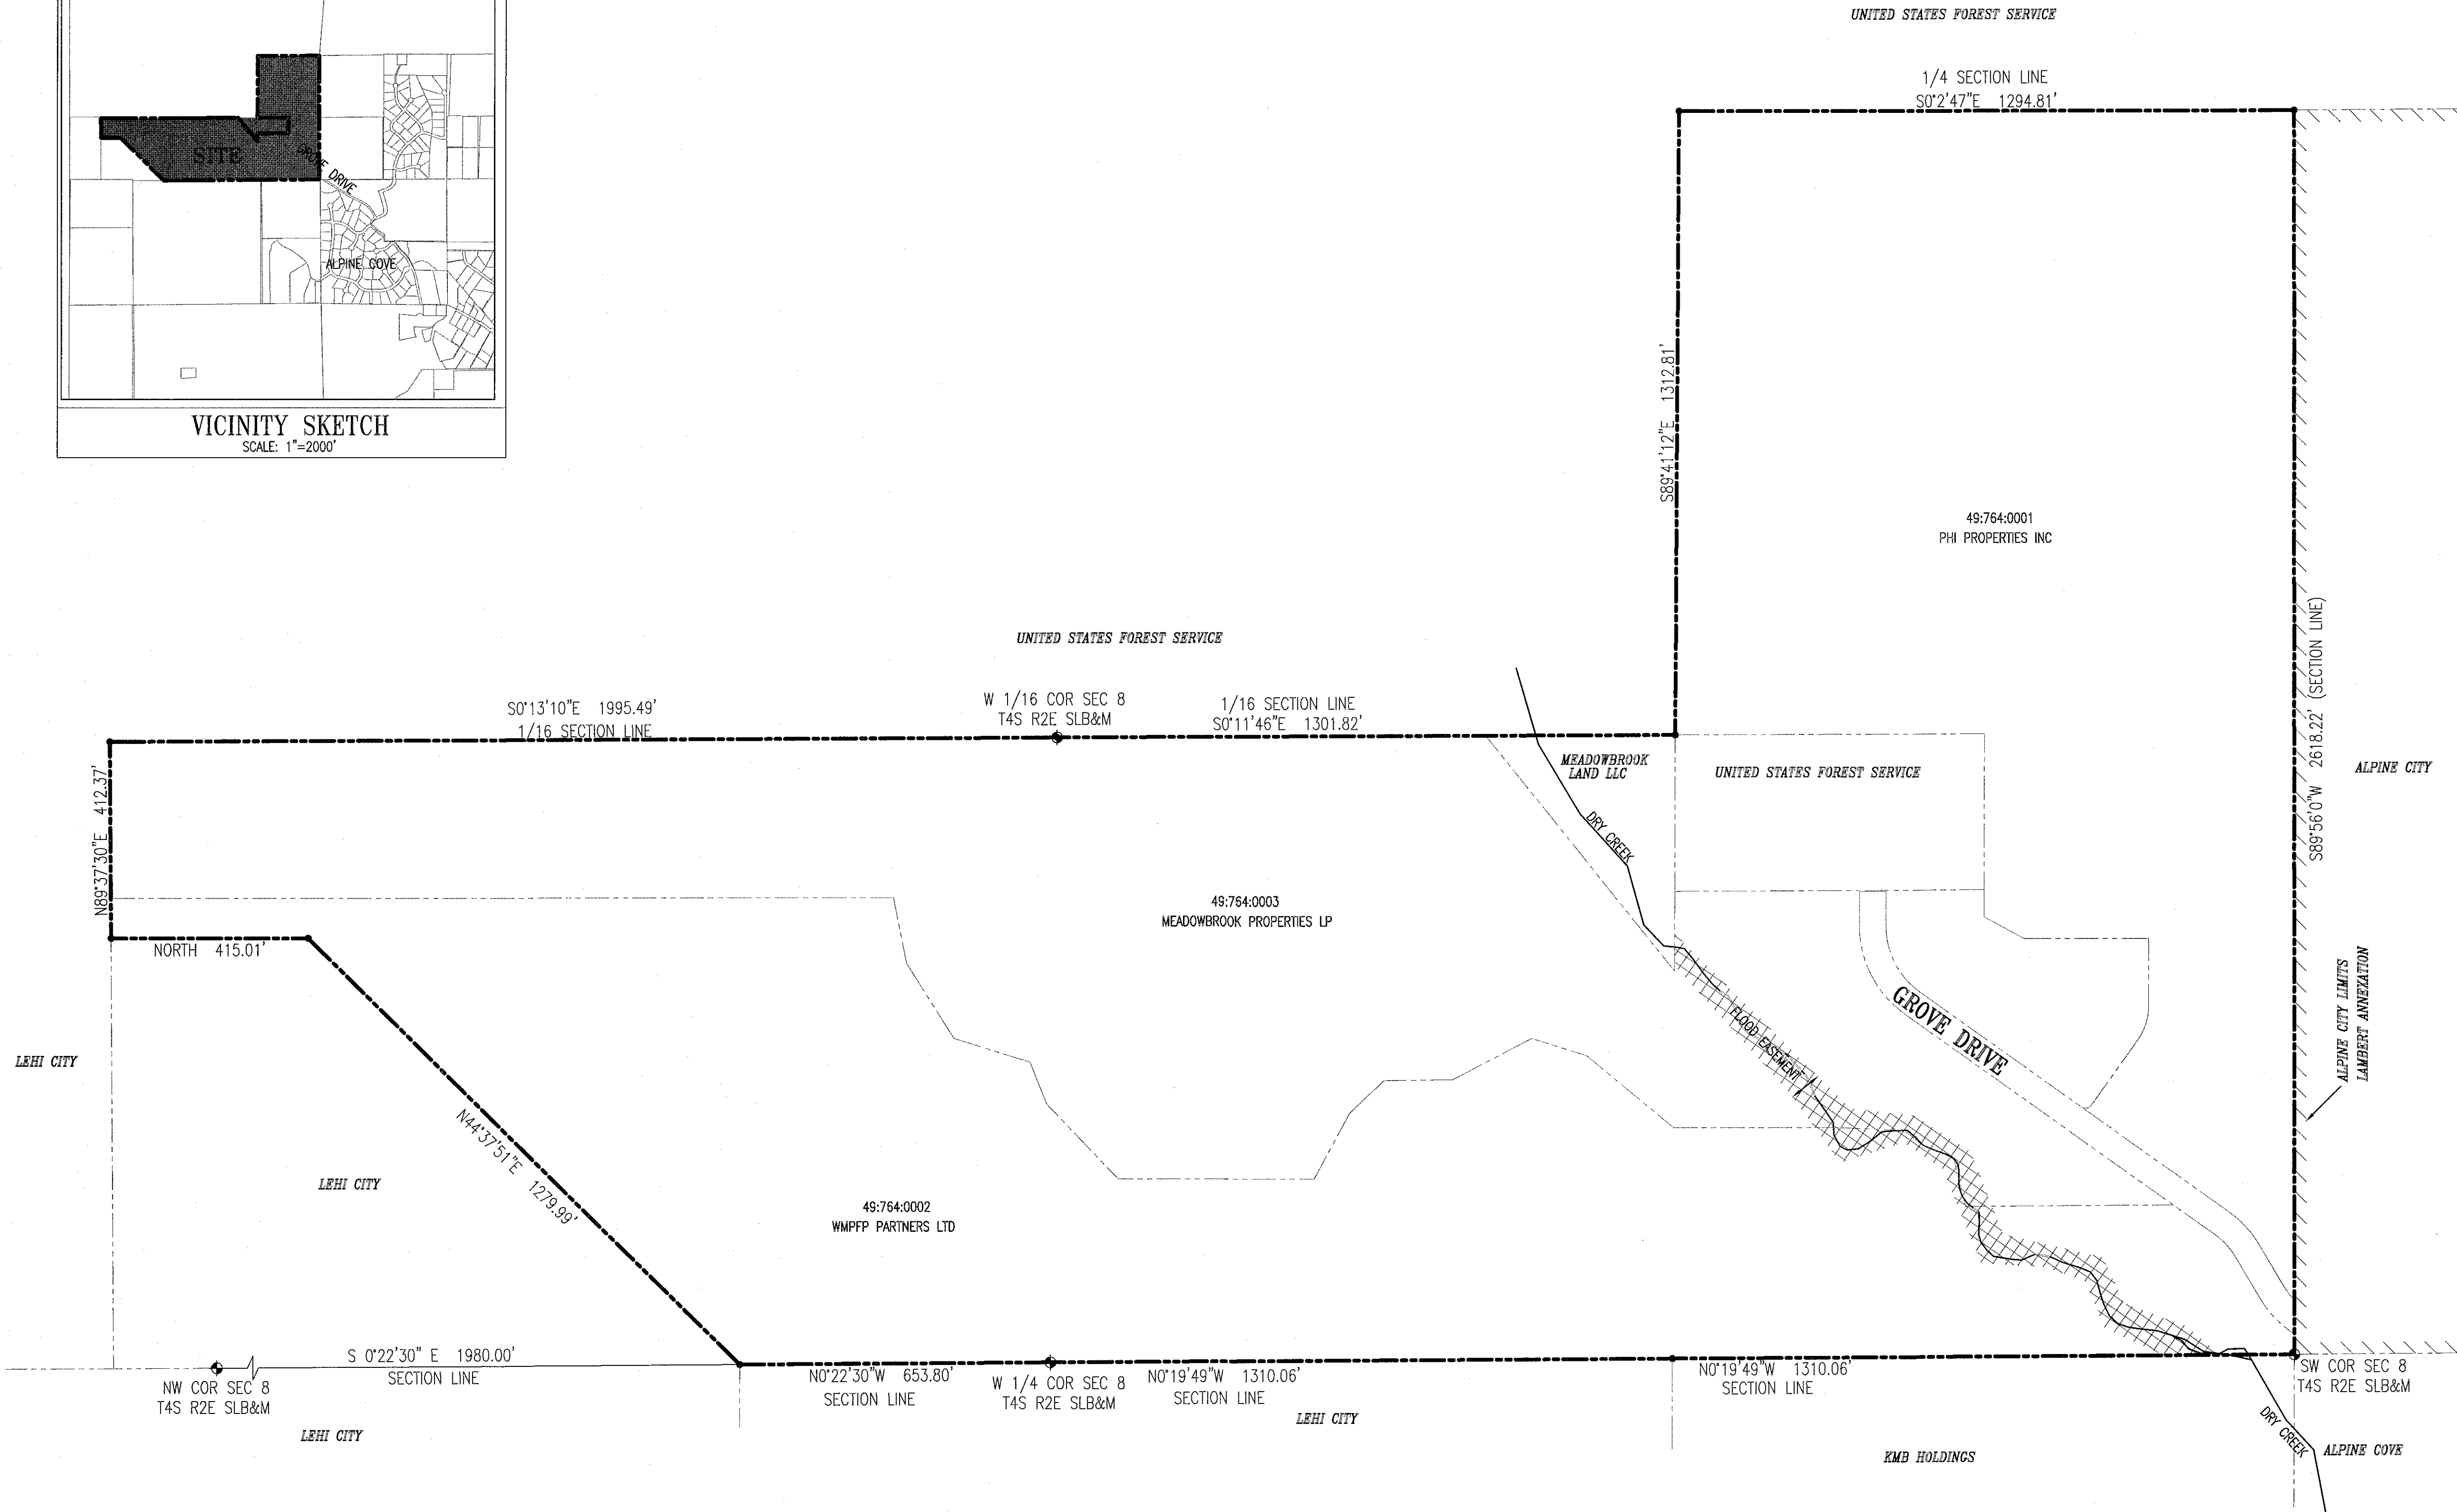 UNITED STATES FOREST SERVICE
1/4 SECTION LINE
S0°2'47"E 1294.81'
SITE
GROVE DRIVE
ALPINE COVE
VICINITY SKETCH
SCALE: 1"=2000'
S89°41'12"E 1312.81'
49:764:0001
PHI PROPERTIES INC
S89°56'0"W 2618.22' (SECTION LINE)
UNITED STATES FOREST SERVICE
S0°13'10"E 1995.49'
1/16 SECTION LINE
W 1/16 COR SEC 8
T4S R2E SLB&M
1/16 SECTION LINE
S0°11'46"E 1301.82'
MEADOWBROOK
LAND LLC
UNITED STATES FOREST SERVICE
ALPINE CITY
N89°37'30"E 412.37'
DRY CREEK
49:764:0003
MEADOWBROOK PROPERTIES LP
NORTH 415.01'
GROVE DRIVE
FLOOD EASEMENT
ALPINE CITY LIMITS
LAMBERT ANNEXATION
LEHI CITY
N44°37'51"E 1279.99'
LEHI CITY
49:764:0002
WMPFP PARTNERS LTD
S 0°22'30" E 1980.00'
SECTION LINE
NW COR SEC 8
T4S R2E SLB&M
N0°22'30"W 653.80'
SECTION LINE
W 1/4 COR SEC 8
T4S R2E SLB&M
N0°19'49"W 1310.06'
SECTION LINE
N0°19'49"W 1310.06'
SECTION LINE
SW COR SEC 8
T4S R2E SLB&M
LEHI CITY
LEHI CITY
KMB HOLDINGS
DRY CREEK
ALPINE COVE